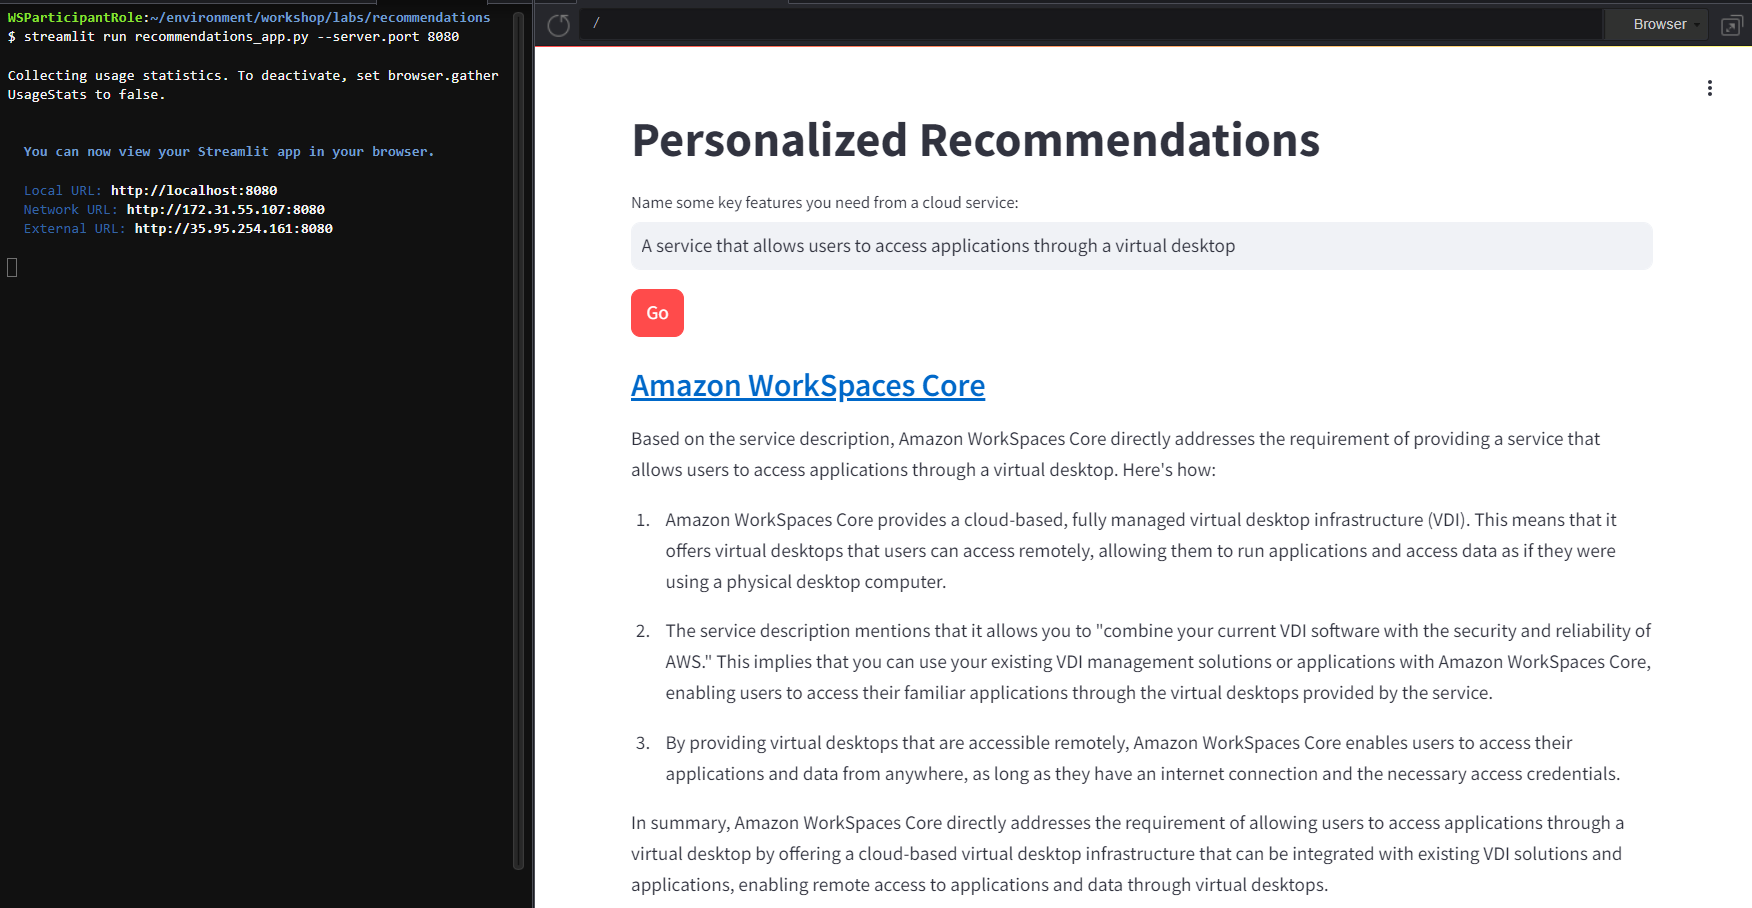 WSParticipantRole:~/environment/workshop/labs/recommendations
$ streamlit run recommendations_app.py --server.port 8080
Collecting usage statistics. To deactivate, set browser.gather
UsageStats to false.
You can now view your Streamlit app in your browser.
Local URL: http://localhost:8080
Network URL: http://172.31.55.107:8080
External URL: http://35.95.254.161:8080
/
Browser
Personalized Recommendations
Name some key features you need from a cloud service:
A service that allows users to access applications through a virtual desktop
Go
Amazon WorkSpaces Core
Based on the service description, Amazon WorkSpaces Core directly addresses the requirement of providing a service that
allows users to access applications through a virtual desktop. Here's how:
1. Amazon WorkSpaces Core provides a cloud-based, fully managed virtual desktop infrastructure (VDI). This means that it
offers virtual desktops that users can access remotely, allowing them to run applications and access data as if they were
using a physical desktop computer.
2. The service description mentions that it allows you to "combine your current VDI software with the security and reliability of
AWS." This implies that you can use your existing VDI management solutions or applications with Amazon WorkSpaces Core,
enabling users to access their familiar applications through the virtual desktops provided by the service.
3. By providing virtual desktops that are accessible remotely, Amazon WorkSpaces Core enables users to access their
applications and data from anywhere, as long as they have an internet connection and the necessary access credentials.
In summary, Amazon WorkSpaces Core directly addresses the requirement of allowing users to access applications through a
virtual desktop by offering a cloud-based virtual desktop infrastructure that can be integrated with existing VDI solutions and
applications, enabling remote access to applications and data through virtual desktops.